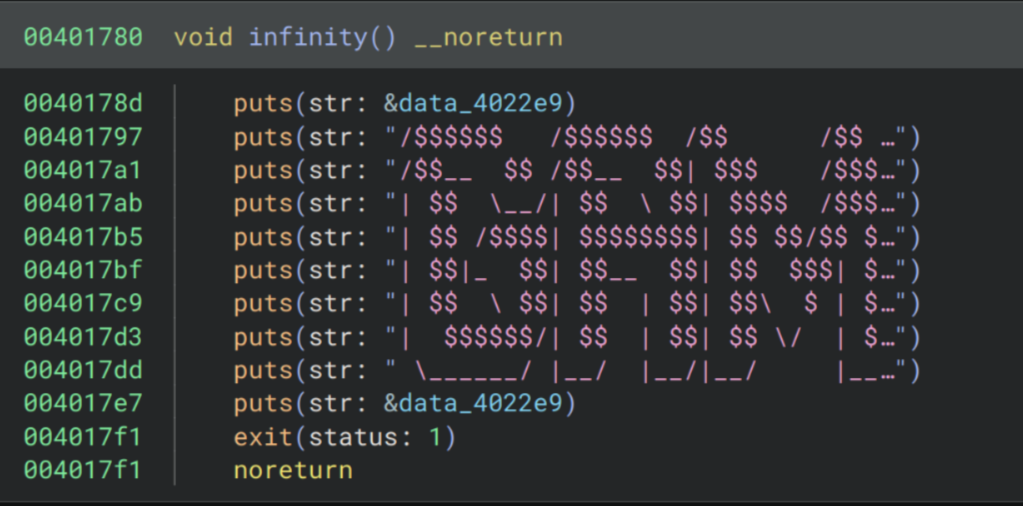 00401780  void infinity() __noreturn
0040178d      puts(str: &data_4022e9)
00401797      puts(str: "/$$$$$$   /$$$$$$  /$$      /$$ …")
004017a1      puts(str: "/$$__  $$ /$$__  $$| $$$    /$$$…")
004017ab      puts(str: "| $$  \__/| $$  \ $$| $$$$  /$$$…")
004017b5      puts(str: "| $$ /$$$$| $$$$$$$$| $$ $$/$$ $…")
004017bf      puts(str: "| $$|_  $$| $$__  $$| $$  $$$| $…")
004017c9      puts(str: "| $$  \ $$| $$  | $$| $$\  $ | $…")
004017d3      puts(str: "|  $$$$$$/| $$  | $$| $$ \/  | $…")
004017dd      puts(str: " \______/ |__/  |__/|__/     |__…")
004017e7      puts(str: &data_4022e9)
004017f1      exit(status: 1)
004017f1      noreturn